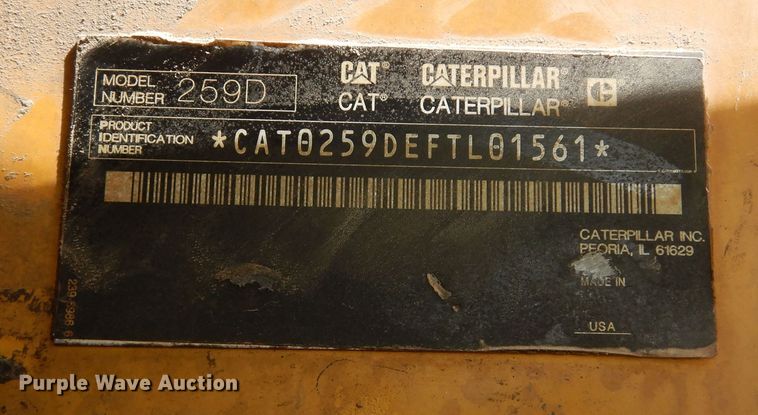 MODEL NUMBER 259D
CAT CATERPILLAR
CAT® CATERPILLAR®
PRODUCT IDENTIFICATION NUMBER *CAT0259DEFTL01561*
CATERPILLAR INC.
PEORIA, IL 61629
MADE IN
USA
Purple Wave Auction